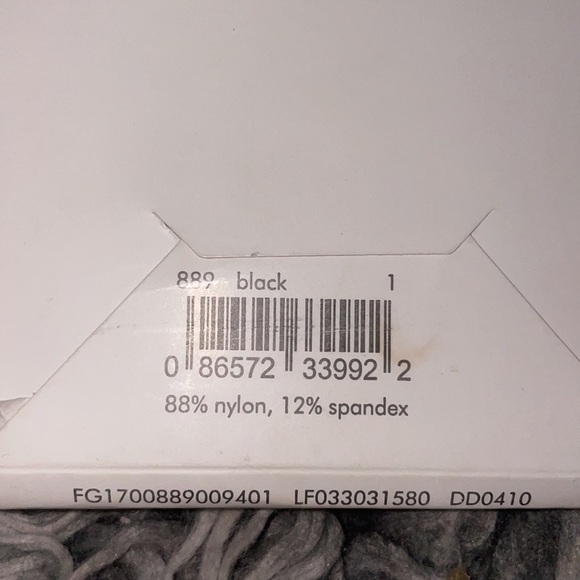 889 black 1
0 86572 33992 2
88% nylon, 12% spandex
FG1700889009401 LF033031580 DD0410